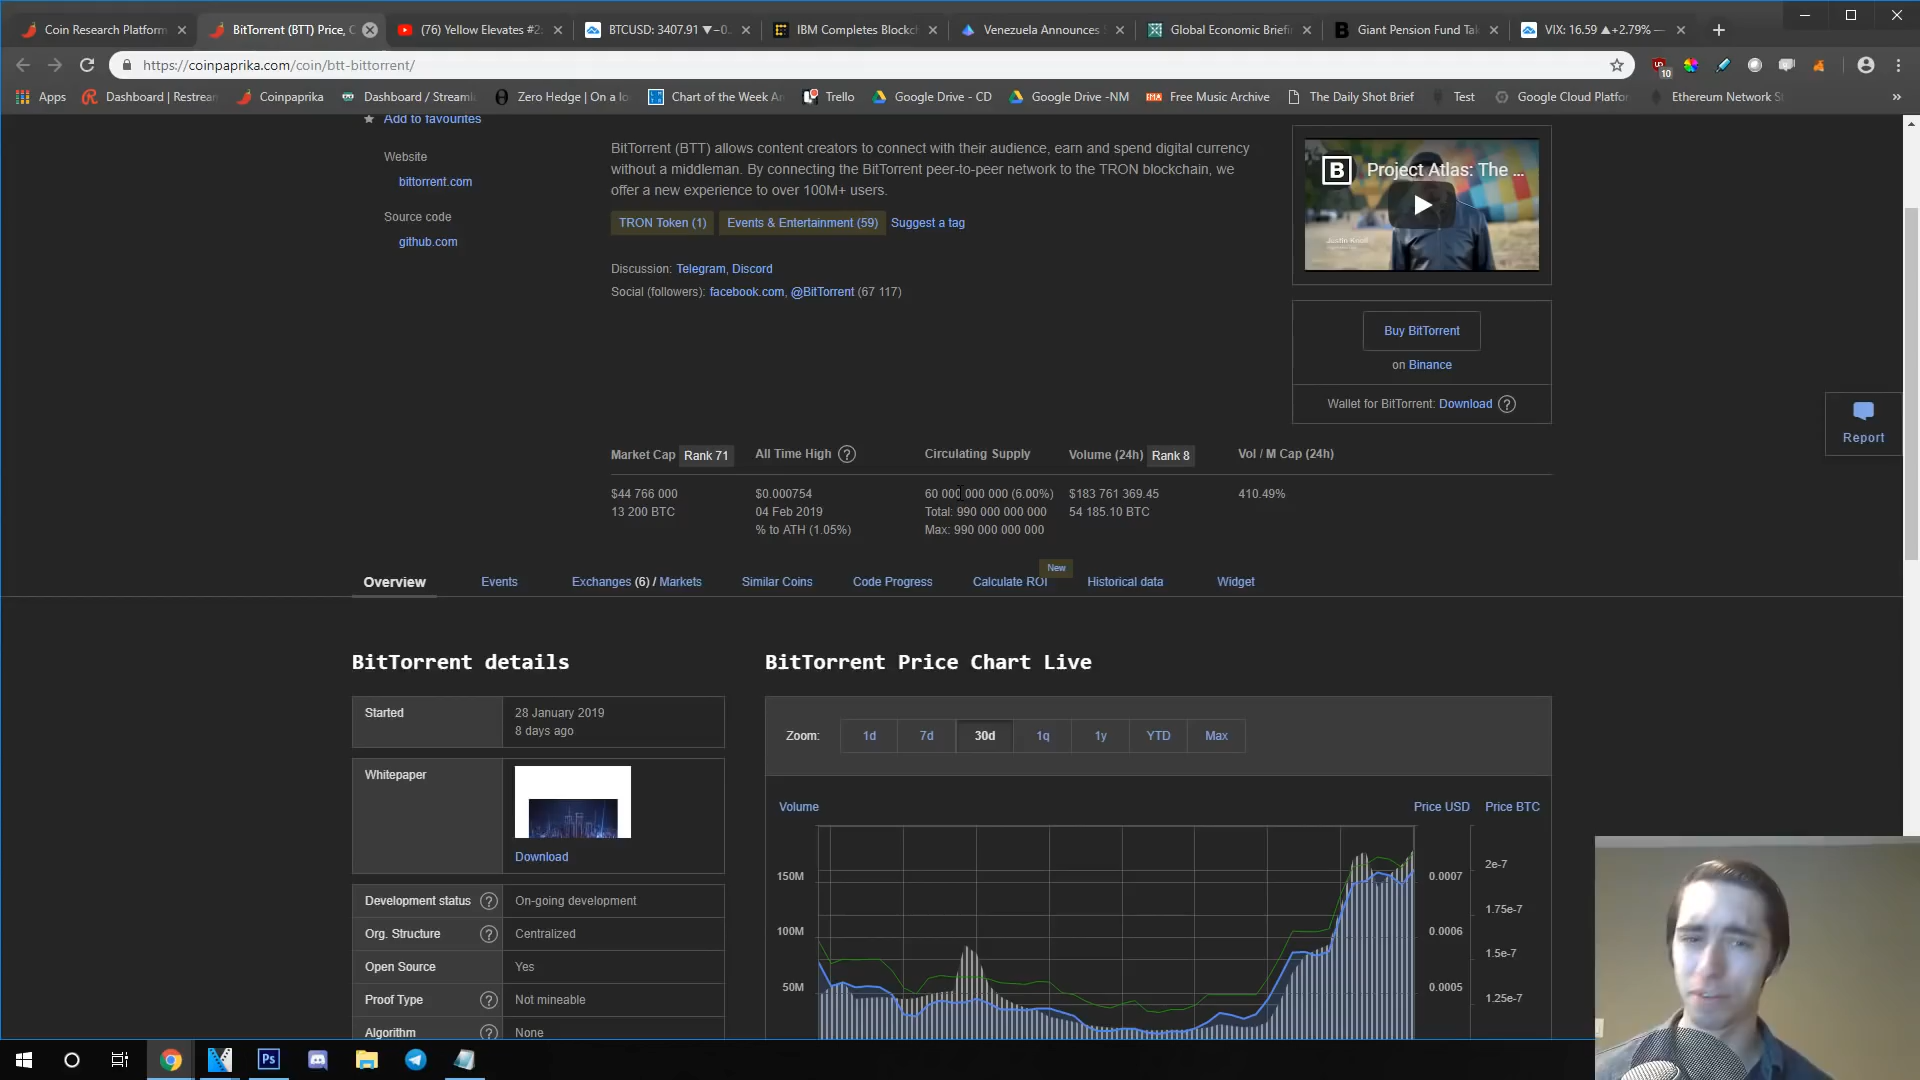 Coin Research Platform
BitTorrent (BTT) Price, C
(76) Yellow Elevates #2
BTCUSD: 3407.91 ▼−0.
IBM Completes Blockch
Venezuela Announces
Global Economic Briefi
Giant Pension Fund Tak
VIX: 16.59 ▲+2.79% —
https://coinpaprika.com/coin/btt-bittorrent/
10
Apps
Dashboard | Restrean
Coinpaprika
Dashboard / Streaml
Zero Hedge | On a lo
Chart of the Week Ar
Trello
Google Drive - CD
Google Drive -NM
Free Music Archive
The Daily Shot Brief
Test
Google Cloud Platfor
Ethereum Network St
»
Add to favourites
Website
bittorrent.com
Source code
github.com
BitTorrent (BTT) allows content creators to connect with their audience, earn and spend digital currency
without a middleman. By connecting the BitTorrent peer-to-peer network to the TRON blockchain, we
offer a new experience to over 100M+ users.
TRON Token (1) Events & Entertainment (59) Suggest a tag
Discussion: Telegram, Discord
Social (followers): facebook.com, @BitTorrent (67 117)
B Project Atlas: The ...
Buy BitTorrent
on Binance
Wallet for BitTorrent: Download ?
Report
Market Cap Rank 71
$44 766 000
13 200 BTC
All Time High ?
$0.000754
04 Feb 2019
% to ATH (1.05%)
Circulating Supply
60 000 000 000 (6.00%)
Total: 990 000 000 000
Max: 990 000 000 000
Volume (24h) Rank 8
$183 761 369.45
54 185.10 BTC
Vol / M Cap (24h)
410.49%
Overview
Events
Exchanges (6) / Markets
Similar Coins
Code Progress
Calculate ROI
New
Historical data
Widget
BitTorrent details
Started
28 January 2019
8 days ago
Whitepaper
Download
Development status ? On-going development
Org. Structure ? Centralized
Open Source Yes
Proof Type ? Not mineable
Algorithm ? None
BitTorrent Price Chart Live
Zoom: 1d 7d 30d 1q 1y YTD Max
Volume
Price USD
Price BTC
150M
100M
50M
0.0007
0.0006
0.0005
2e-7
1.75e-7
1.5e-7
1.25e-7
Ps